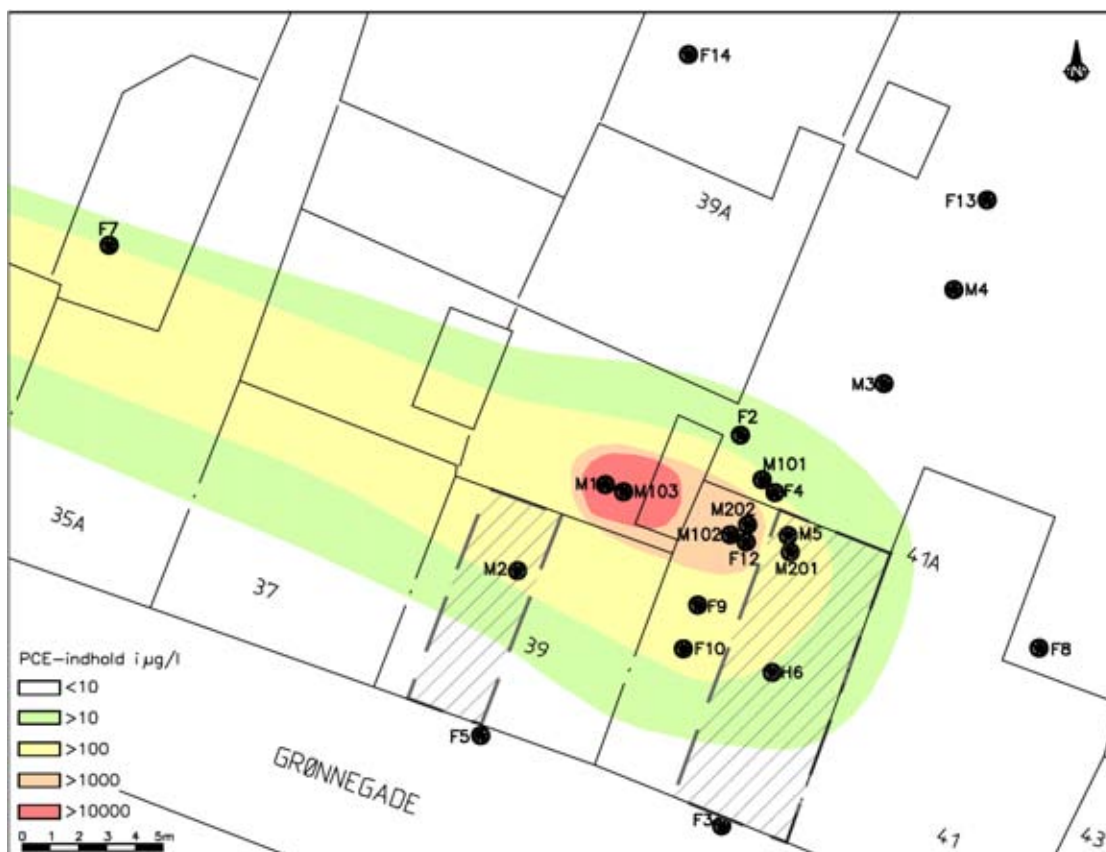 F14
N
39A
F13
F7
M4
M3
F2
M101
F4
M1
M103
M202
M102
M5
F12
M201
41A
35A
M2
37
F9
39
F10
F8
H6
PCE-indhold i µg/l
<10
>10
>100
>1000
>10000
F5
GRØNNEGADE
F3
41
43
0 1 2 3 4 5m